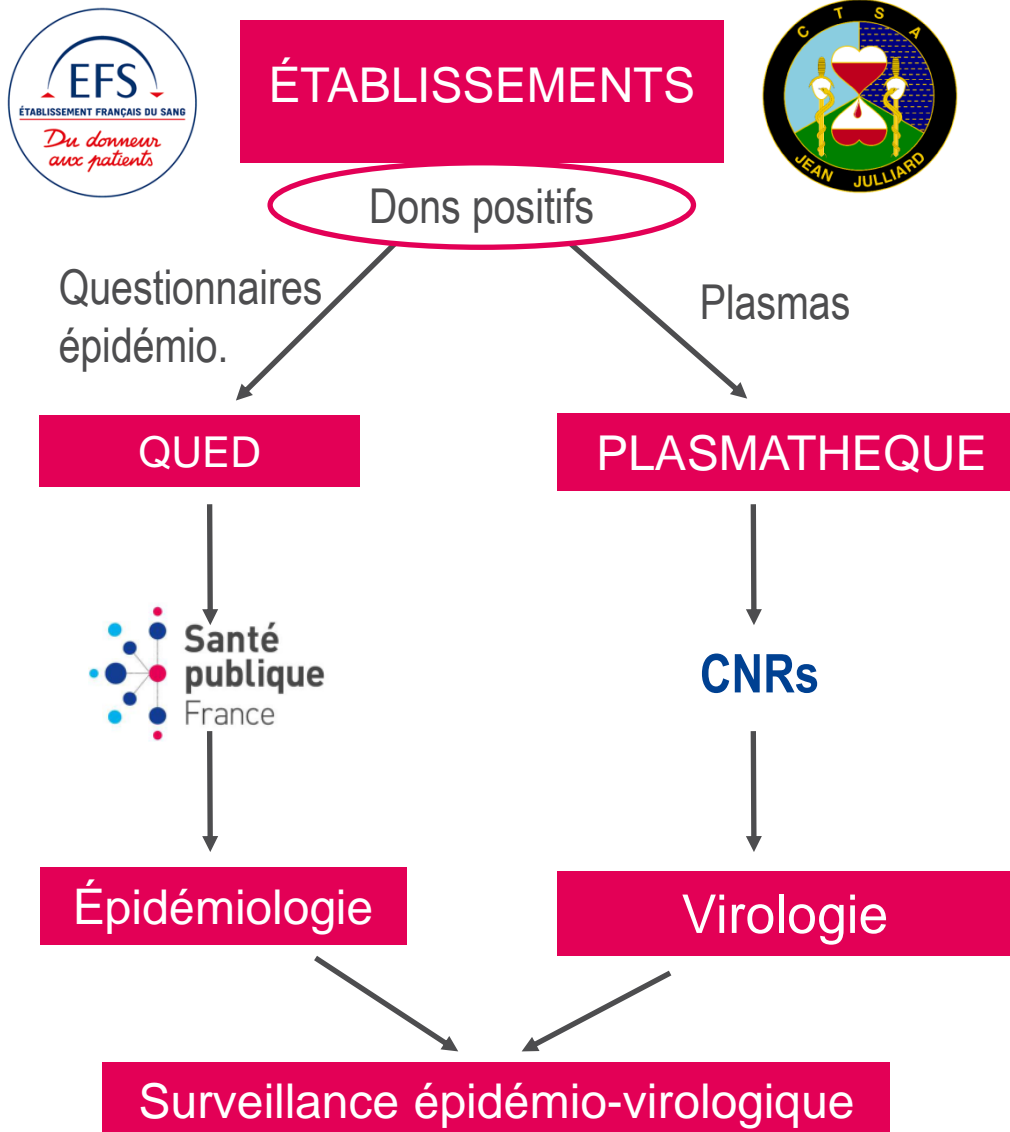 EFS
ÉTABLISSEMENT FRANÇAIS DU SANG
Du donneur
aux patients
ÉTABLISSEMENTS
CTSA
JEAN JULLIARD
Dons positifs
Questionnaires
épidémio.
Plasmas
QUED
PLASMATHEQUE
Santé
publique
France
CNRs
Épidémiologie
Virologie
Surveillance épidémio-virologique